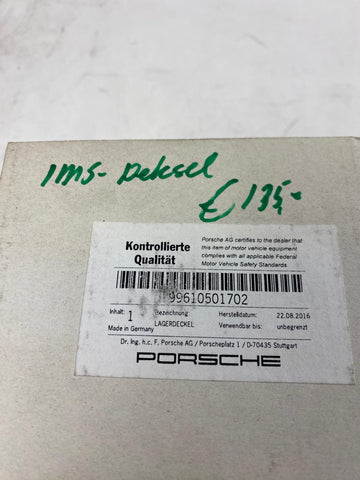 IMS- Deksel
€ 135,-
Kontrollierte
Qualität
Porsche AG certifies to the dealer that
this item of motor vehicle equipment
complies with all applicable Federal
Motor Vehicle Safety Standards
99610501702
Inhalt: 1
Bezeichnung
LAGERDECKEL
Herstelldatum: 22.08.2016
Made in Germany
Verwendbar bis: unbegrenzt
Dr. Ing. h.c. F. Porsche AG / Porscheplatz 1 / D-70435 Stuttgart
PORSCHE